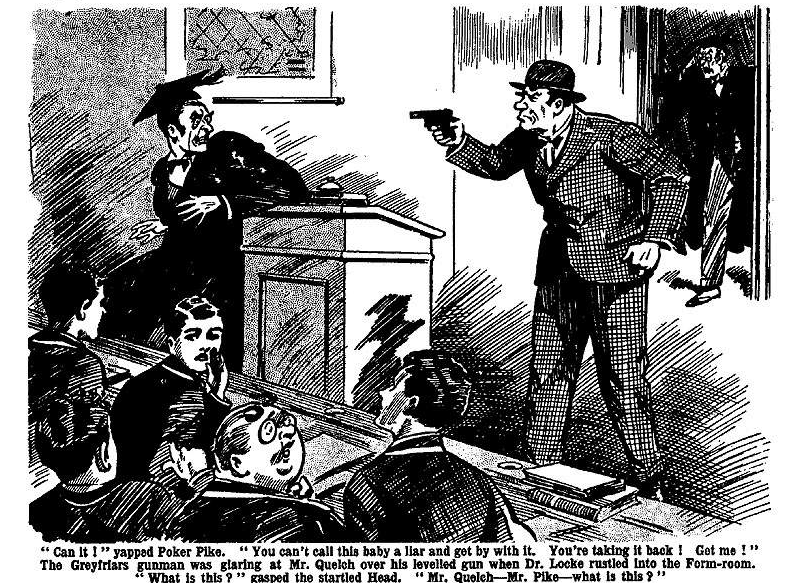 " Can it ! " yapped Poker Pike. " You can't call this baby a liar and get by with it. You're taking it back ! Get me ! "
The Greyfriars gunman was glaring at Mr. Quelch over his levelled gun when Dr. Locke rustled into the Form-room.
" What is this ? " gasped the startled Head. " Mr. Quelch—Mr. Pike—what is this ? "